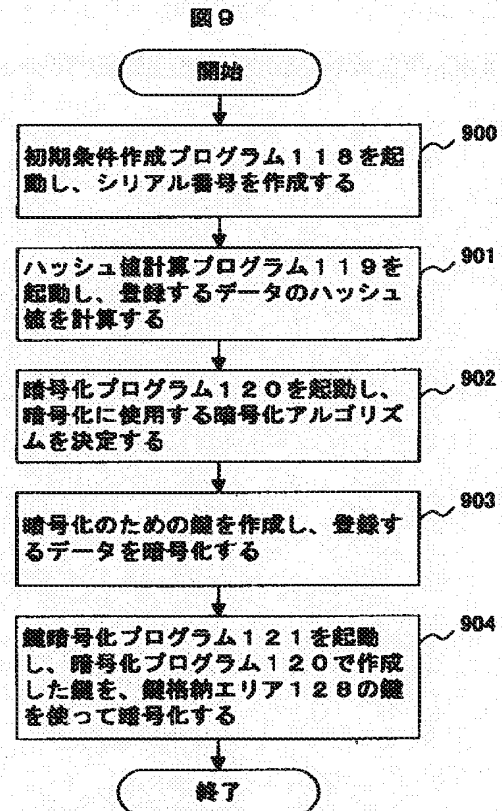 図9
開始
初期条件作成プログラム118を起
動し、シリアル番号を作成する
900
ハッシュ値計算プログラム119を
起動し、登録するデータのハッシュ
値を計算する
901
暗号化プログラム120を起動し、
暗号化に使用する暗号化アルゴリズ
ムを決定する
902
暗号化のための鍵を作成し、登録す
るデータを暗号化する
903
鍵暗号化プログラム121を起動
し、暗号化プログラム120で作成
した鍵を、鍵格納エリア128の鍵
を使って暗号化する
904
終了